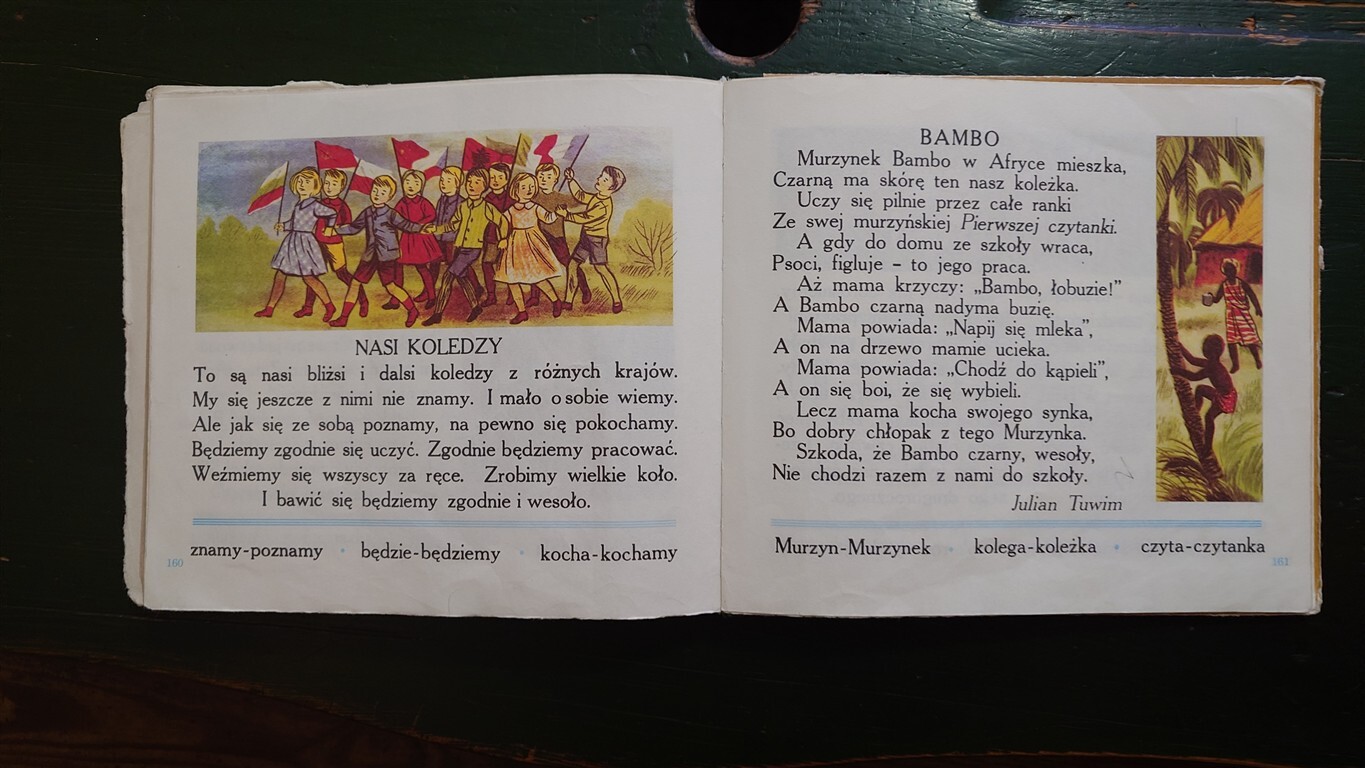 NASI KOLEDZY
To są nasi bliżsi i dalsi koledzy z różnych krajów.
My się jeszcze z nimi nie znamy. I mało o sobie wiemy.
Ale jak się ze sobą poznamy, na pewno się pokochamy.
Będziemy zgodnie się uczyć. Zgodnie będziemy pracować.
Weźmiemy się wszyscy za ręce. Zrobimy wielkie koło.
I bawić się będziemy zgodnie i wesoło.
znamy-poznamy • będzie-będziemy • kocha-kochamy
160
BAMBO
Murzynek Bambo w Afryce mieszka,
Czarną ma skórę ten nasz koleżka.
Uczy się pilnie przez całe ranki
Ze swej murzyńskiej Pierwszej czytanki.
A gdy do domu ze szkoły wraca,
Psoci, figluje – to jego praca.
Aż mama krzyczy: „Bambo, łobuzie!”
A Bambo czarną nadyma buzię.
Mama powiada: „Napij się mleka”,
A on na drzewo mamie ucieka.
Mama powiada: „Chodź do kąpieli”,
A on się boi, że się wybieli.
Lecz mama kocha swojego synka,
Bo dobry chłopak z tego Murzynka.
Szkoda, że Bambo czarny, wesoły,
Nie chodzi razem z nami do szkoły.
Julian Tuwim
Murzyn-Murzynek • kolega-koleżka • czyta-czytanka
161